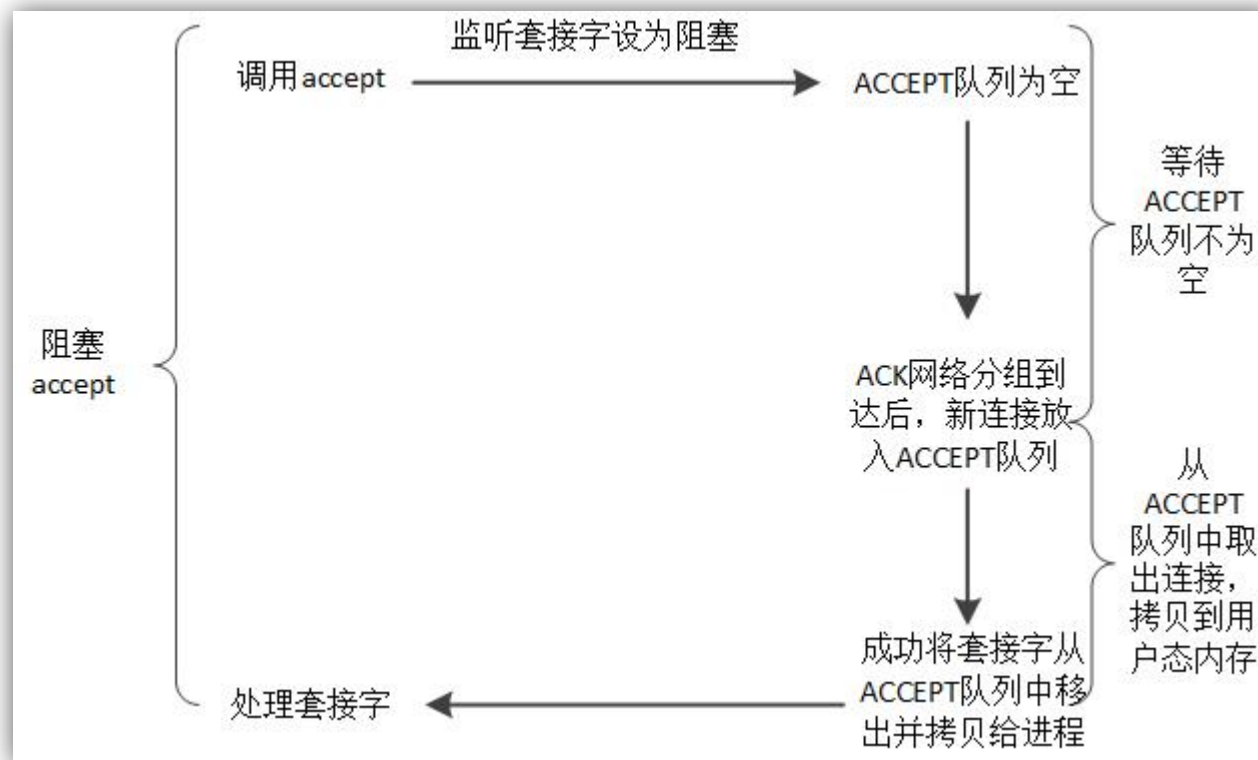 监听套接字设为阻塞
调用accept
ACCEPT队列为空
等待
ACCEPT
队列不为
空
阻塞
accept
ACK网络分组到
达后，新连接放
入ACCEPT队列
从
ACCEPT
队列中取
出连接，
拷贝到用
户态内存
成功将套接字从
ACCEPT队列中移
出并拷贝给进程
处理套接字